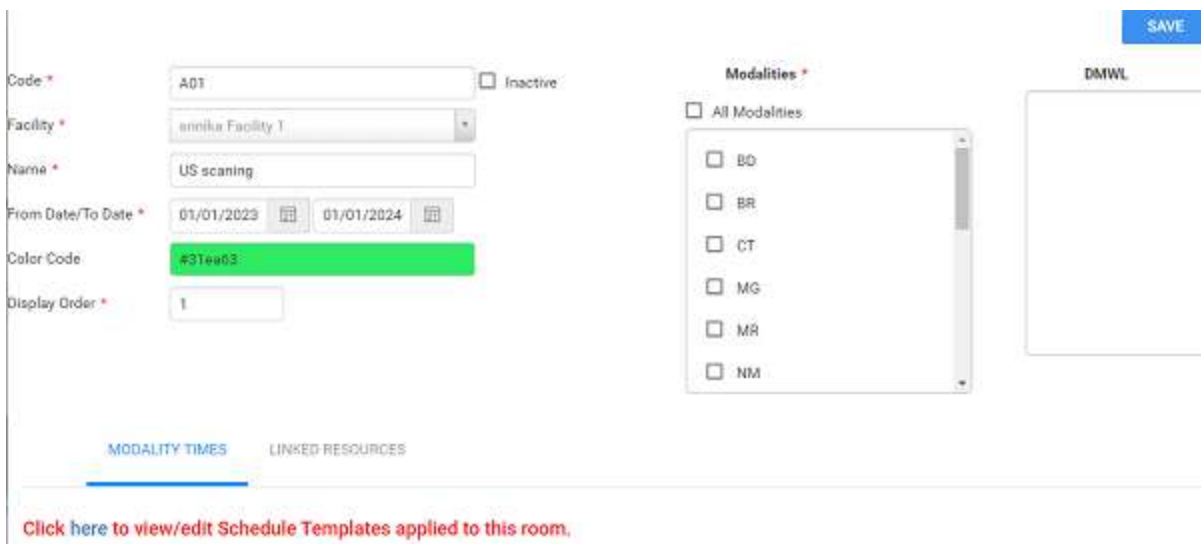 SAVE
Code *
A01
Inactive
Facility *
annika Facility 1
Name *
US scaning
From Date/To Date *
01/01/2023
01/01/2024
Color Code
#31ea63
Display Order *
1
Modalities *
All Modalities
BD
BR
CT
MG
MR
NM
DMWL
MODALITY TIMES
LINKED RESOURCES
Click here to view/edit Schedule Templates applied to this room.